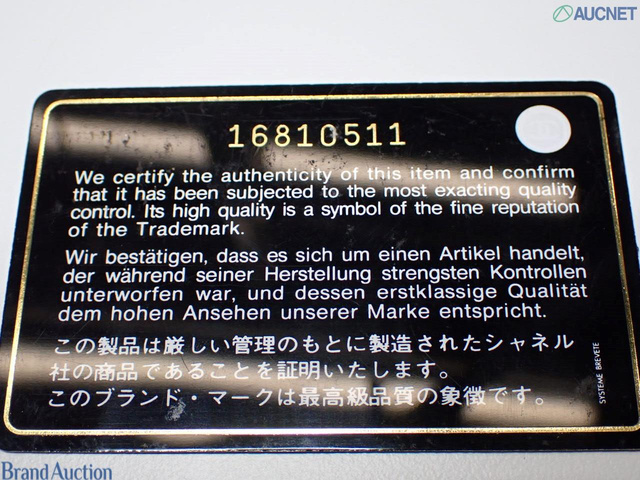 AUCNET
16810511
We certify the authenticity of this item and confirm
that it has been subjected to the most exacting quality
control. Its high quality is a symbol of the fine reputation
of the Trademark.
Wir bestätigen, dass es sich um einen Artikel handelt,
der während seiner Herstellung strengsten Kontrollen
unterworfen war, und dessen erstklassige Qualität
dem hohen Ansehen unserer Marke entspricht.
この製品は厳しい管理のもとに製造されたシャネル
社の商品であることを証明いたします。
このブランド・マークは最高級品質の象徴です。
SYSTEME BREVETE
Brand Auction